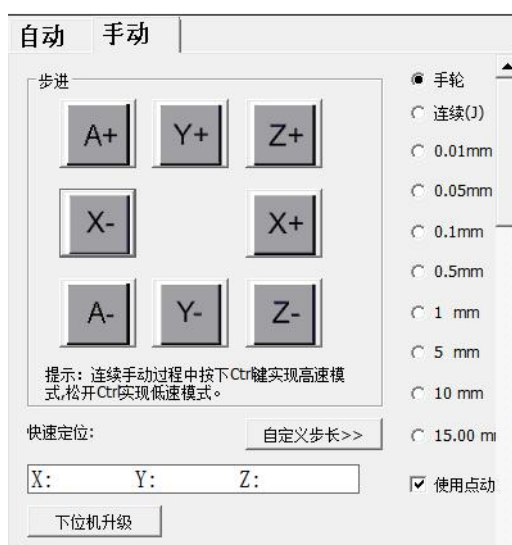 自动 手动
步进
A+ Y+ Z+
X- X+
A- Y- Z-
提示：连续手动过程中按下Ctrl键实现高速模
式,松开Ctrl实现低速模式。
快速定位:
自定义步长>>
X: Y: Z:
下位机升级
手轮
连续(J)
0.01mm
0.05mm
0.1mm
0.5mm
1 mm
5 mm
10 mm
15.00 m
使用点动